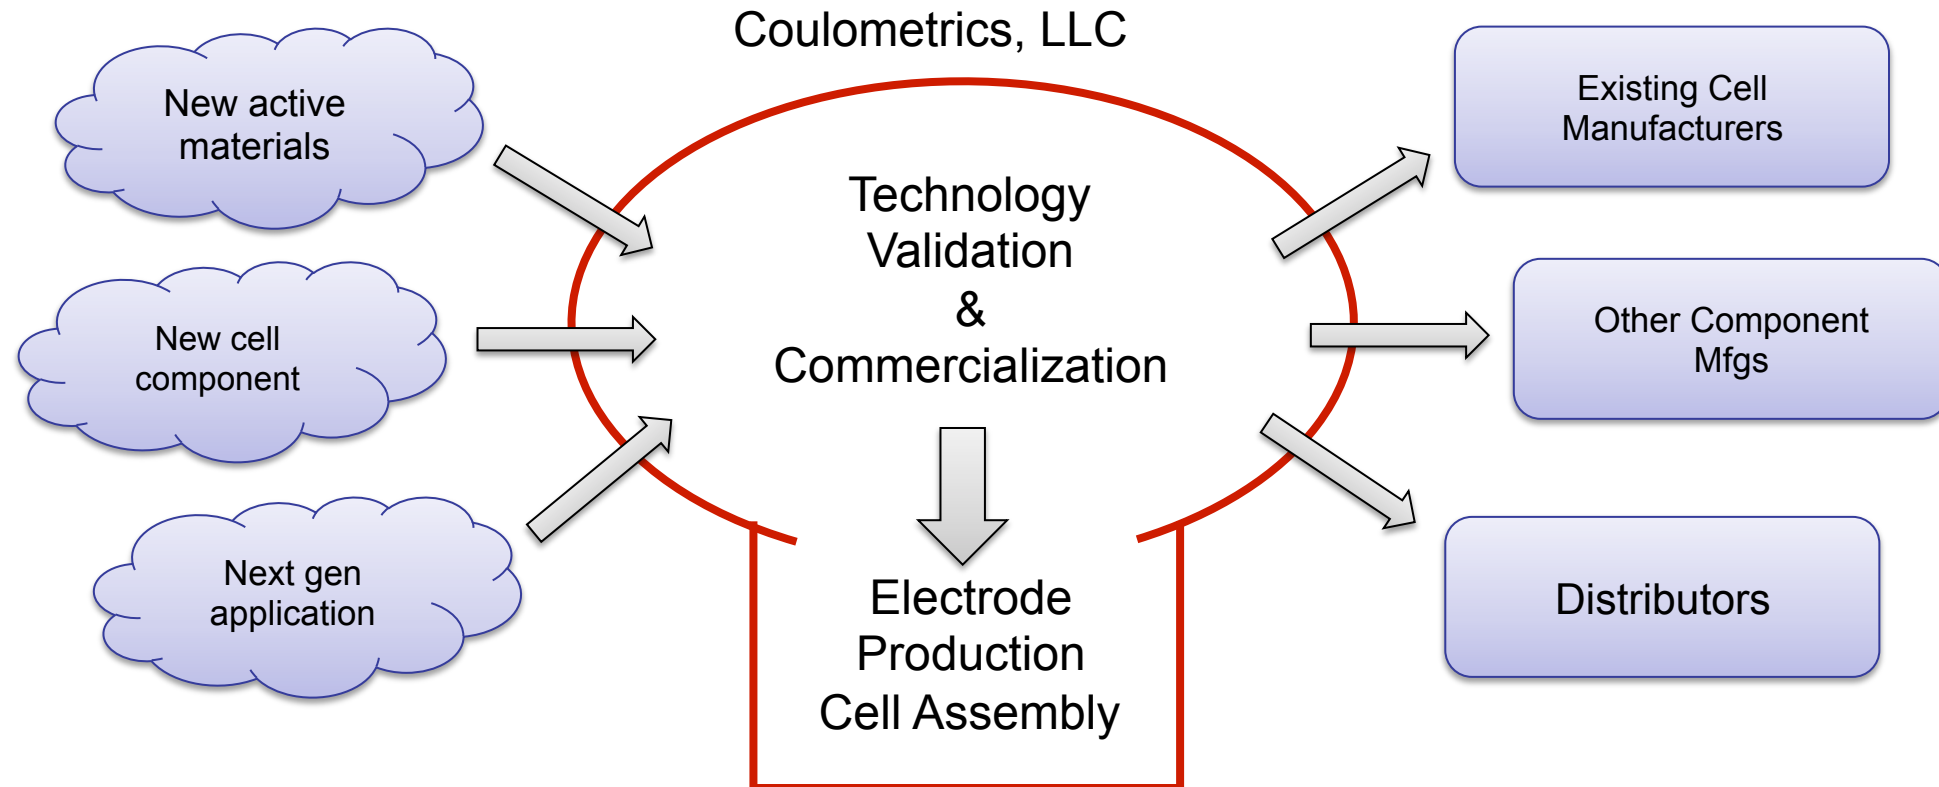 Coulometrics, LLC
New active
materials
New cell
component
Next gen
application
Technology
Validation
&
Commercialization
Electrode
Production
Cell Assembly
Existing Cell
Manufacturers
Other Component
Mfgs
Distributors